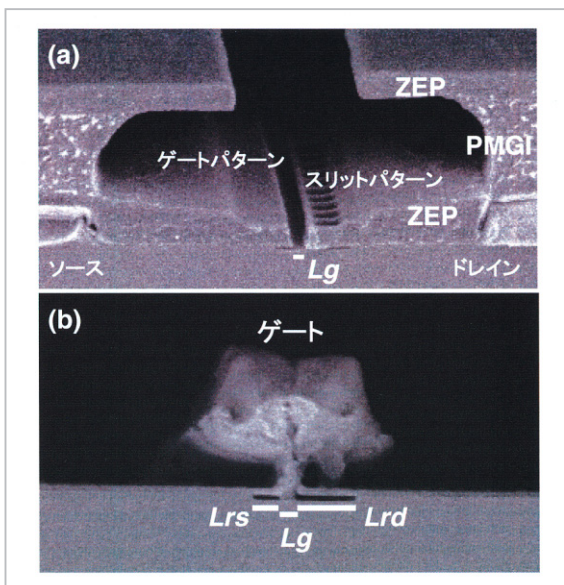 (a)
ZEP
PMGI
ゲートパターン
スリットパターン
ZEP
ソース
Lg
ドレイン
(b)
ゲート
Lrs
Lg
Lrd